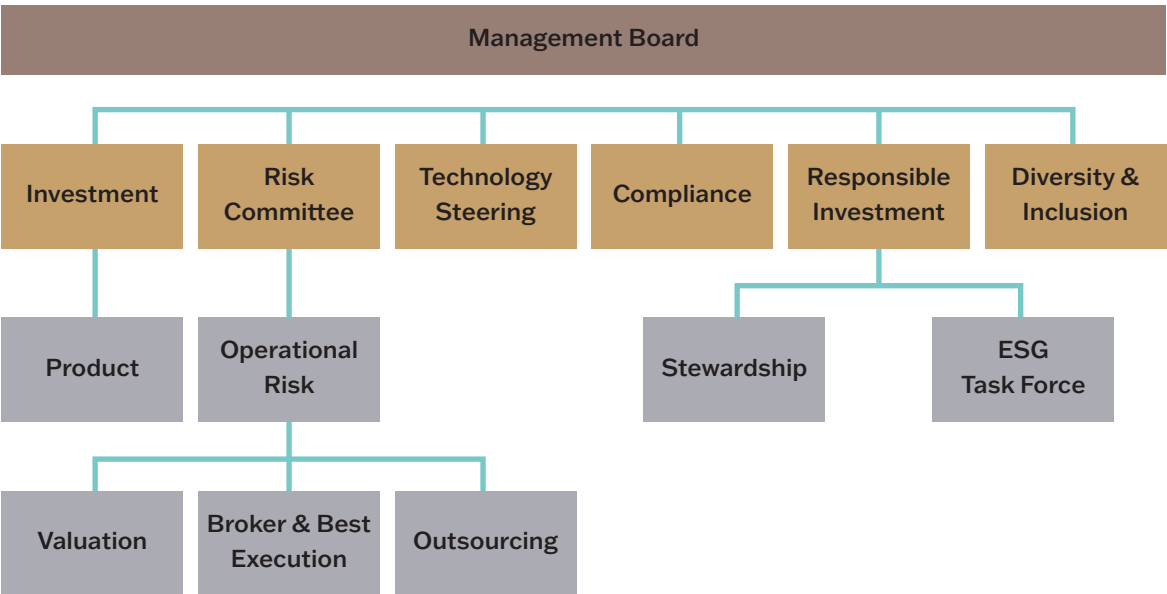 Management Board
Investment
Risk
Committee
Technology
Steering
Compliance
Responsible
Investment
Diversity &
Inclusion
Product
Operational
Risk
Stewardship
ESG
Task Force
Valuation
Broker & Best
Execution
Outsourcing